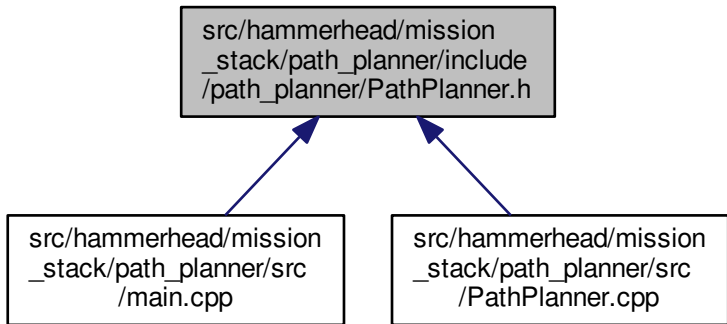 src/hammerhead/mission
_stack/path_planner/include
/path_planner/PathPlanner.h
src/hammerhead/mission
_stack/path_planner/src
/main.cpp
src/hammerhead/mission
_stack/path_planner/src
/PathPlanner.cpp